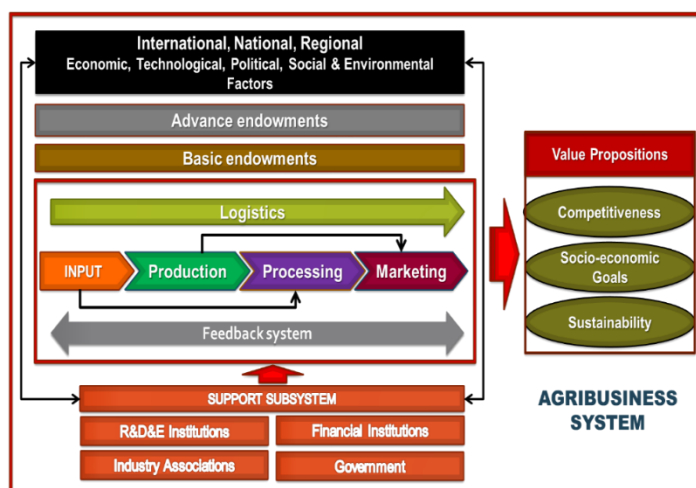 International, National, Regional
Economic, Technological, Political, Social & Environmental
Factors
Advance endowments
Basic endowments
Logistics
INPUT
Production
Processing
Marketing
Feedback system
SUPPORT SUBSYSTEM
R&D&E Institutions
Financial Institutions
Industry Associations
Government
Value Propositions
Competitiveness
Socio-economic
Goals
Sustainability
AGRIBUSINESS
SYSTEM